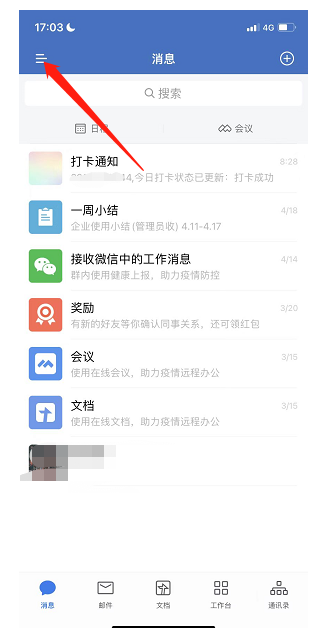 17:03 4G
消息
搜索
日程 会议
打卡通知 8:28
44,今日打卡状态已更新：打卡成功
一周小结 4/18
企业使用小结(管理员收) 4.11-4.17
接收微信中的工作消息 4/14
群内使用健康上报，助力疫情防控
奖励 3/20
有新的好友等你确认同事关系，还可领红包
会议 3/15
使用在线会议，助力疫情远程办公
文档 3/15
使用在线文档，助力疫情远程办公
消息 邮件 文档 工作台 通讯录